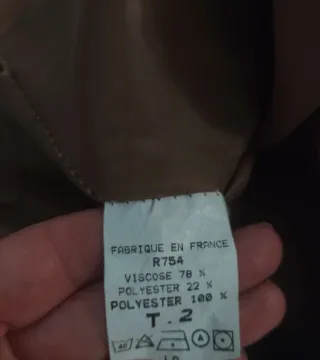 FABRIQUE EN FRANCE
R754
VISCOSE 78 %
POLYESTER 22 %
POLYESTER 100 %
T.2